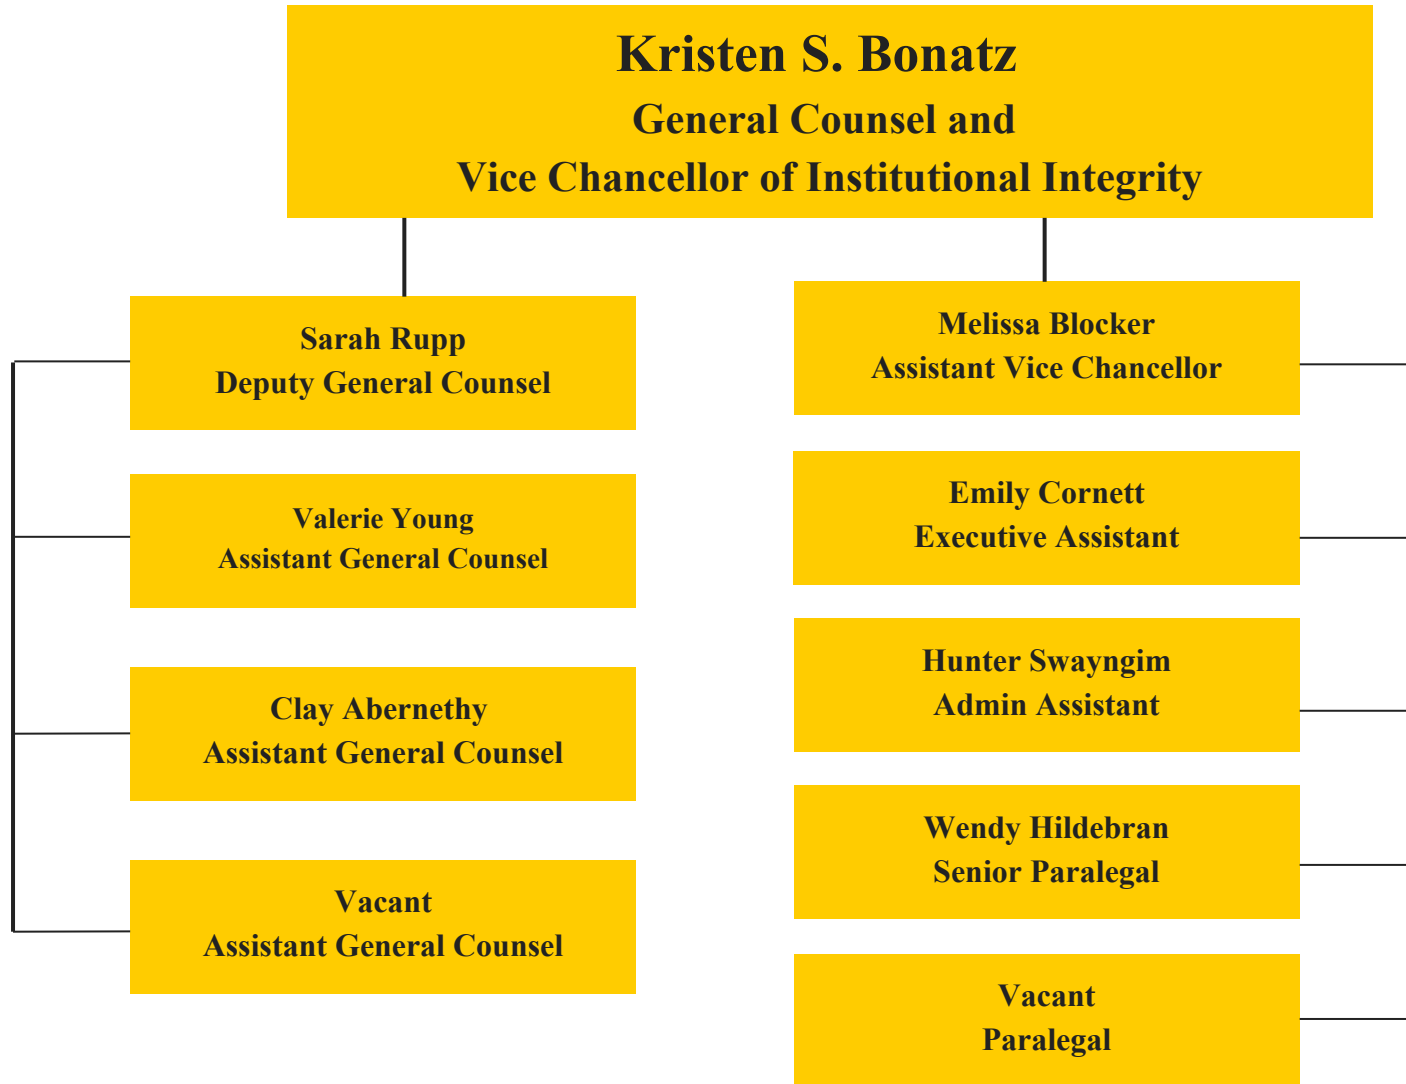 Kristen S. Bonatz
General Counsel and
Vice Chancellor of Institutional Integrity
Sarah Rupp
Deputy General Counsel
Valerie Young
Assistant General Counsel
Clay Abernethy
Assistant General Counsel
Vacant
Assistant General Counsel
Melissa Blocker
Assistant Vice Chancellor
Emily Cornett
Executive Assistant
Hunter Swayngim
Admin Assistant
Wendy Hildebran
Senior Paralegal
Vacant
Paralegal